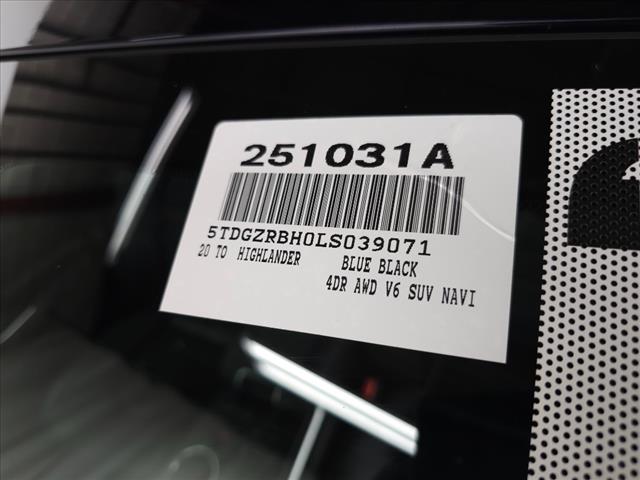 251031A
5TDGZRBH0LS039071
20 TO HIGHLANDER BLUE BLACK
4DR AWD V6 SUV NAVI